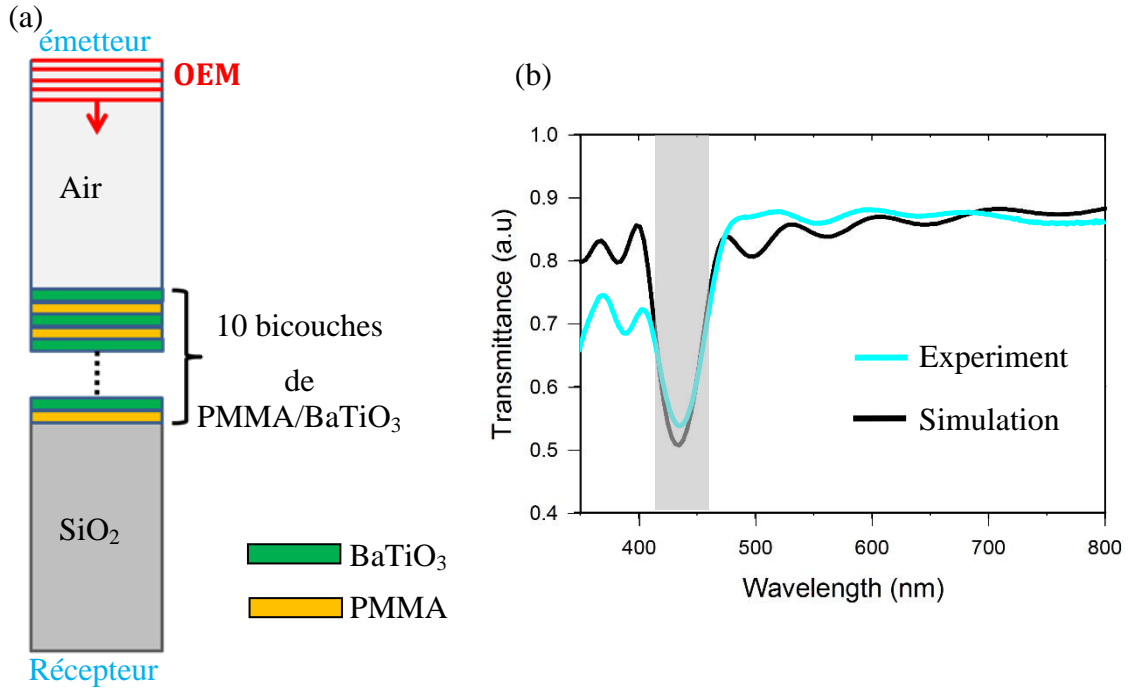 (a)
émetteur
OEM
Air
10 bicouches
de
PMMA/BaTiO₃
SiO₂
BaTiO₃
PMMA
Récepteur
(b)
1.0
0.9
0.8
0.7
0.6
0.5
0.4
Transmittance (a.u)
Experiment
Simulation
400 500 600 700 800
Wavelength (nm)